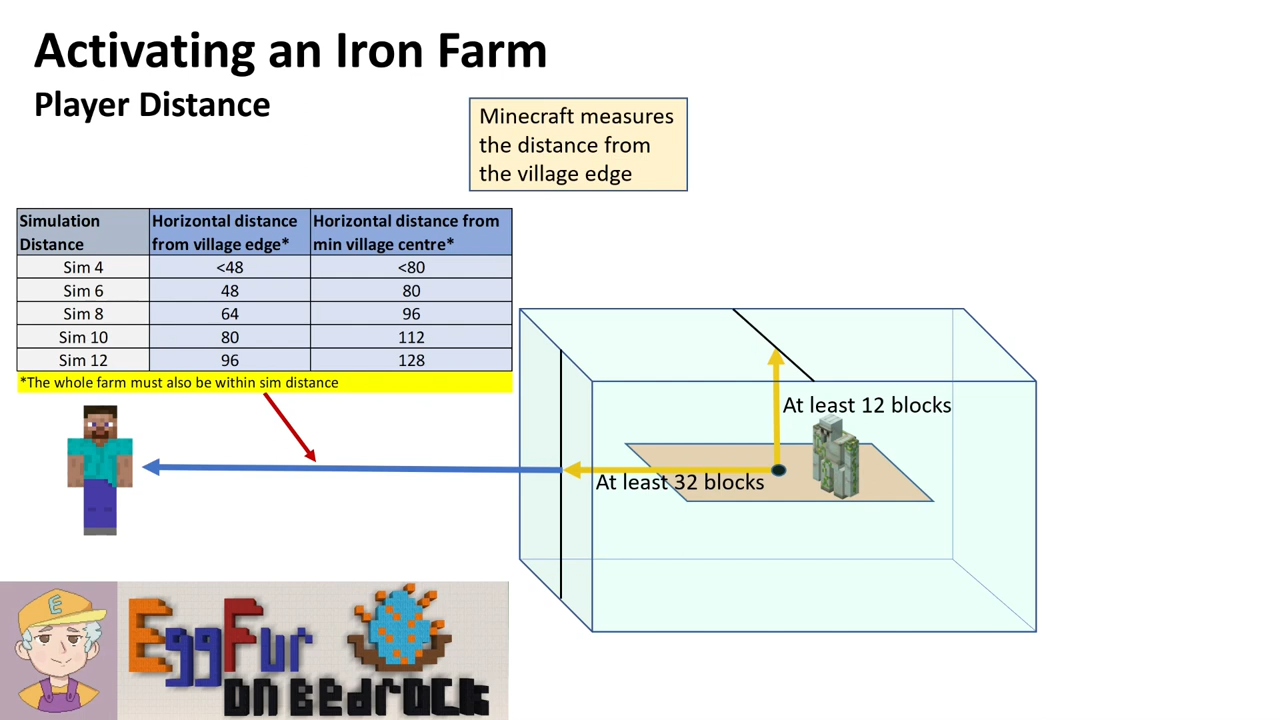 Activating an Iron Farm
Player Distance
Minecraft measures
the distance from
the village edge
Simulation Distance | Horizontal distance from village edge* | Horizontal distance from min village centre*
Sim 4 | <48 | <80
Sim 6 | 48 | 80
Sim 8 | 64 | 96
Sim 10 | 80 | 112
Sim 12 | 96 | 128
*The whole farm must also be within sim distance
At least 12 blocks
At least 32 blocks
E
EggFur
on Bedrock